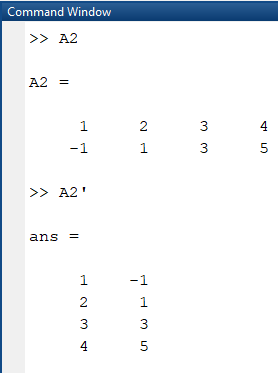 Command Window
>> A2
A2 =
1 2 3 4
-1 1 3 5
>> A2'
ans =
1 -1
2 1
3 3
4 5